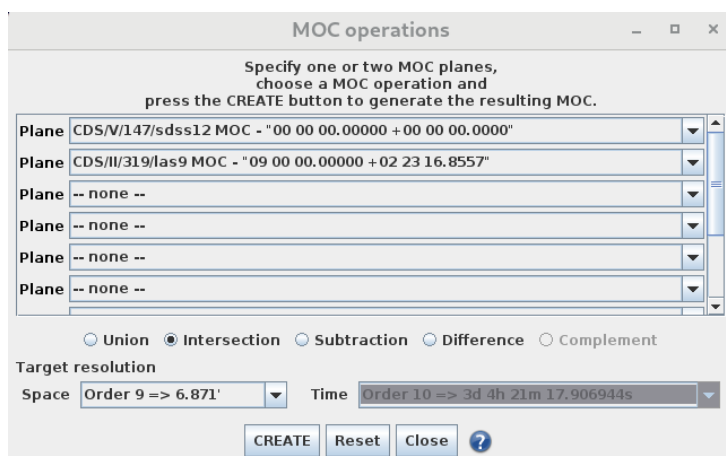 MOC operations
Specify one or two MOC planes,
choose a MOC operation and
press the CREATE button to generate the resulting MOC.
Plane CDS/V/147/sdss12 MOC - "00 00 00.00000 +00 00 00.0000"
Plane CDS/II/319/las9 MOC - "09 00 00.00000 +02 23 16.8557"
Plane -- none --
Plane -- none --
Plane -- none --
Plane -- none --
Union Intersection Subtraction Difference Complement
Target resolution
Space Order 9 => 6.871' Time Order 10 => 3d 4h 21m 17.906944s
CREATE Reset Close ?